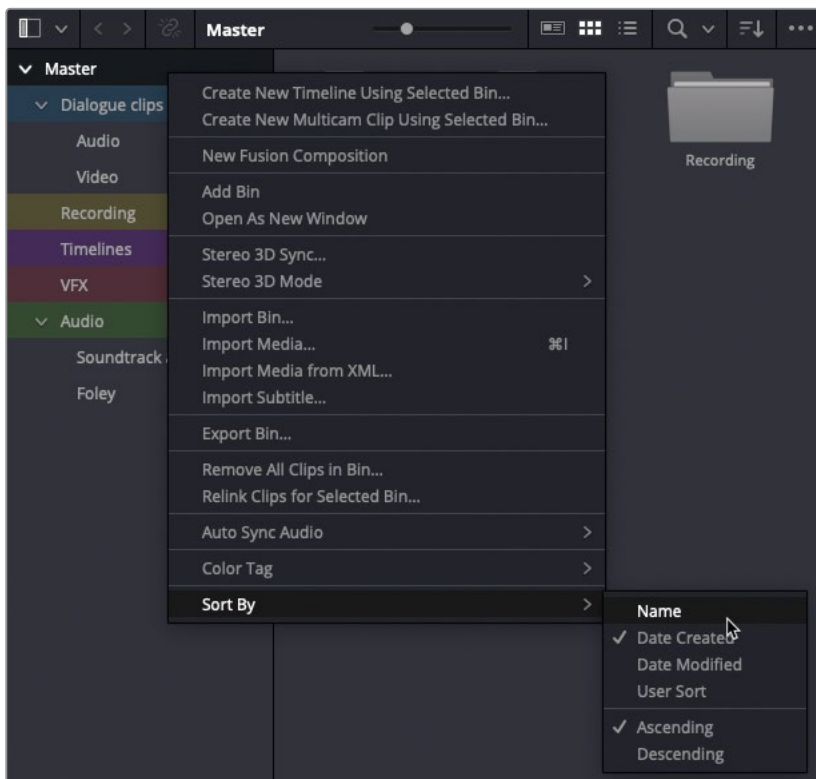 Master
Master
Dialogue clips
Audio
Video
Recording
Timelines
VFX
Audio
Soundtrack
Foley
Create New Timeline Using Selected Bin...
Create New Multicam Clip Using Selected Bin...
New Fusion Composition
Add Bin
Open As New Window
Stereo 3D Sync...
Stereo 3D Mode
Import Bin...
Import Media... ⌘I
Import Media from XML...
Import Subtitle...
Export Bin...
Remove All Clips in Bin...
Relink Clips for Selected Bin...
Auto Sync Audio
Color Tag
Sort By
Name
Date Created
Date Modified
User Sort
Ascending
Descending
Recording